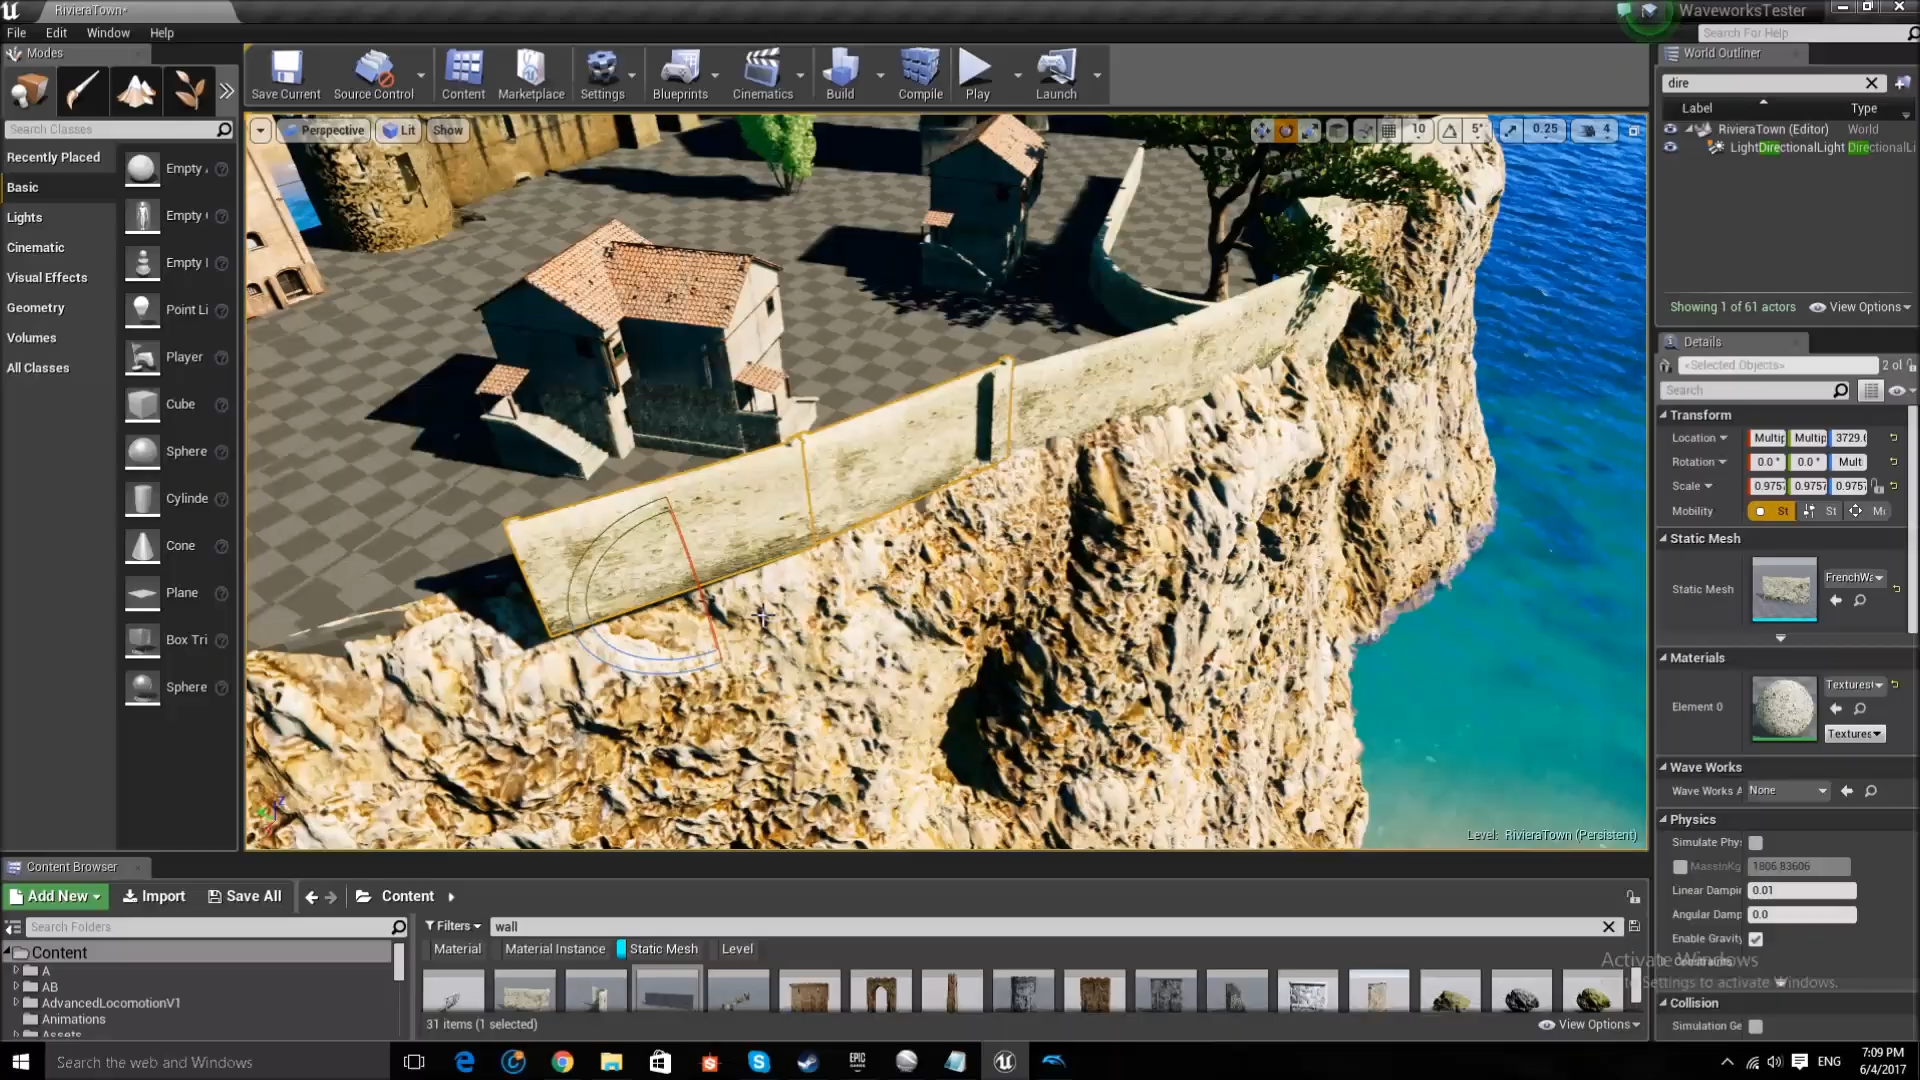 RivieraTown*
WaveworksTester
File Edit Window Help
Search For Help
Modes
Save Current
Source Control
Content
Marketplace
Settings
Blueprints
Cinematics
Build
Compile
Play
Launch
Search Classes
Recently Placed
Basic
Lights
Cinematic
Visual Effects
Geometry
Volumes
All Classes
Empty
Empty
Empty
Point Li
Player
Cube
Sphere
Cylinde
Cone
Plane
Box Tri
Sphere
Perspective
Lit
Show
10
5°
0.25
4
Level: RivieraTown (Persistent)
World Outliner
dire
Label Type
RivieraTown (Editor) World
LightDirectionalLight DirectionalLi
Showing 1 of 61 actors
View Options
Details
<Selected Objects>
2 of
Search
Transform
Location Multip Multip 3729.
Rotation 0.0° 0.0° Mult
Scale 0.9757 0.9757 0.9757
Mobility St St M
Static Mesh
Static Mesh
FrenchWa
Materials
Element 0
Textures
Textures
Wave Works
Wave Works A None
Physics
Simulate Phy
MassInKg 1806.83606
Linear Dampi 0.01
Angular Damp 0.0
Enable Gravity
Constraints
Activate Windows
to Settings to activate Windows.
Collision
Simulation Ge
Content Browser
Add New
Import
Save All
Content
Search Folders
Filters
wall
Material
Material Instance
Static Mesh
Level
Content
A
AB
AdvancedLocomotionV1
Animations
Assets
31 items (1 selected)
View Options
Search the web and Windows
EPIC GAMES
ENG
7:09 PM
6/4/2017